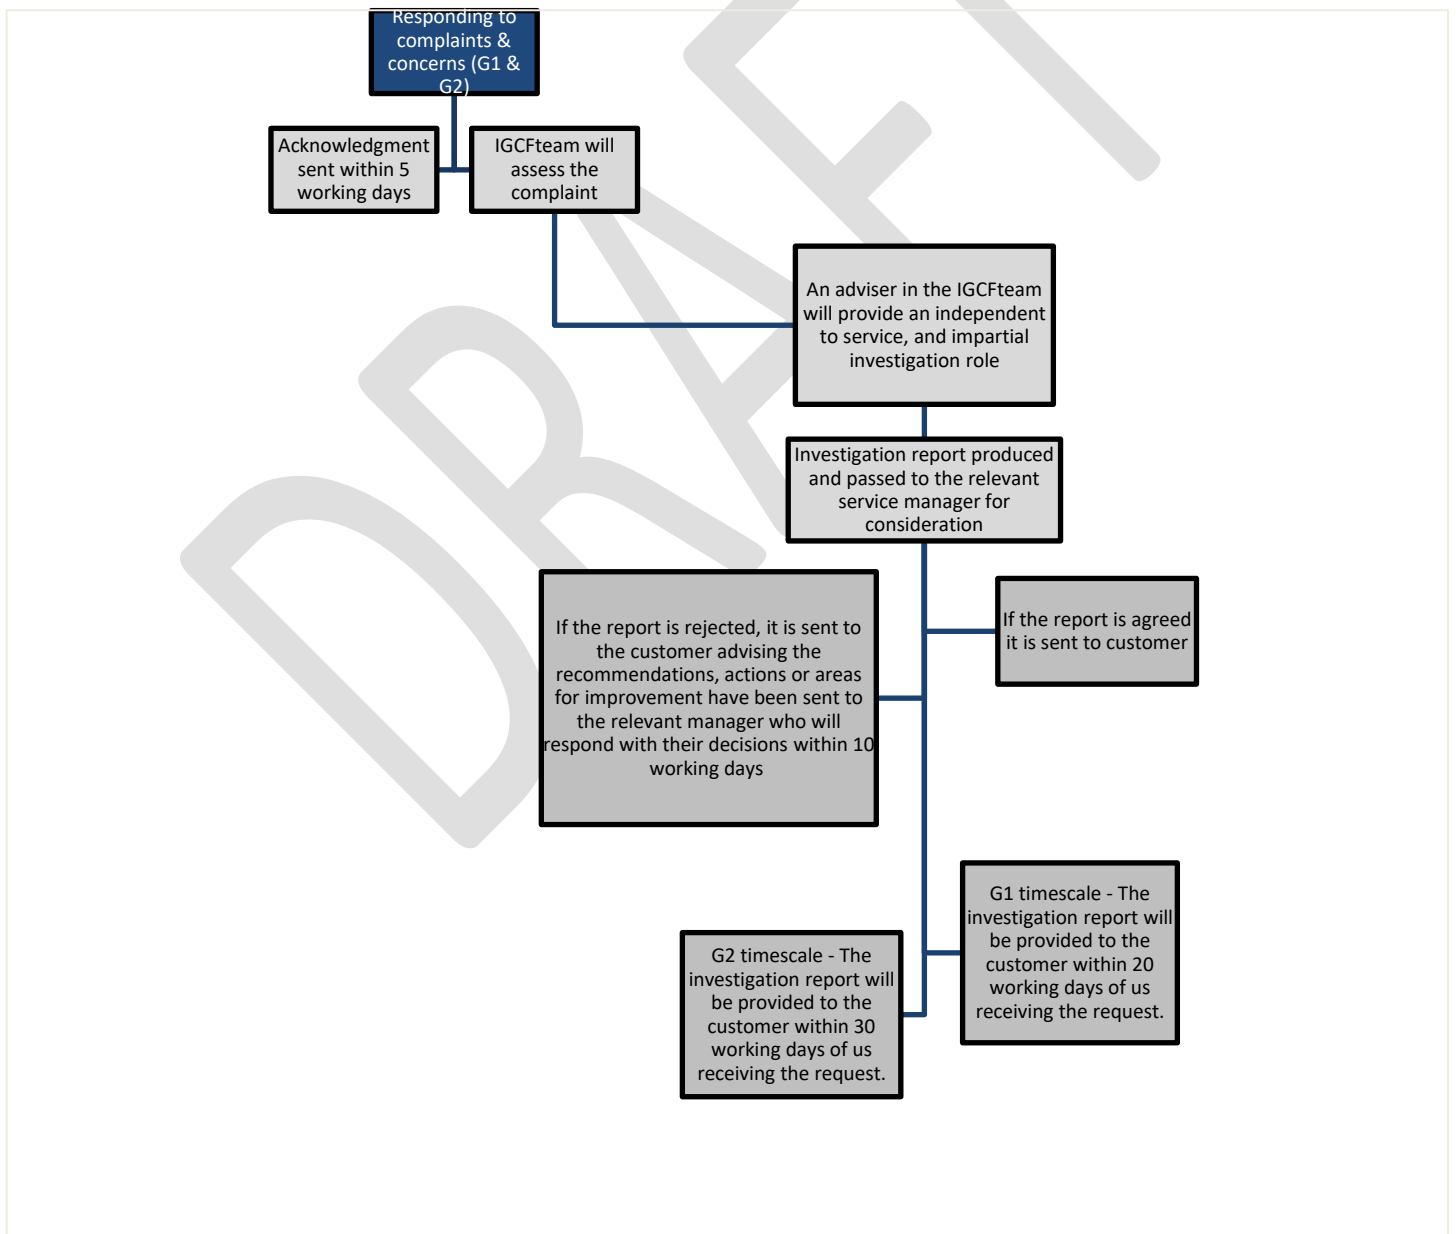 Responding to
complaints &
concerns (G1 &
G2)
Acknowledgment
sent within 5
working days
IGCFteam will
assess the
complaint
An adviser in the IGCFteam
will provide an independent
to service, and impartial
investigation role
Investigation report produced
and passed to the relevant
service manager for
consideration
If the report is rejected, it is sent to
the customer advising the
recommendations, actions or areas
for improvement have been sent to
the relevant manager who will
respond with their decisions within 10
working days
If the report is agreed
it is sent to customer
G2 timescale - The
investigation report will
be provided to the
customer within 30
working days of us
receiving the request.
G1 timescale - The
investigation report will
be provided to the
customer within 20
working days of us
receiving the request.
DRAFT